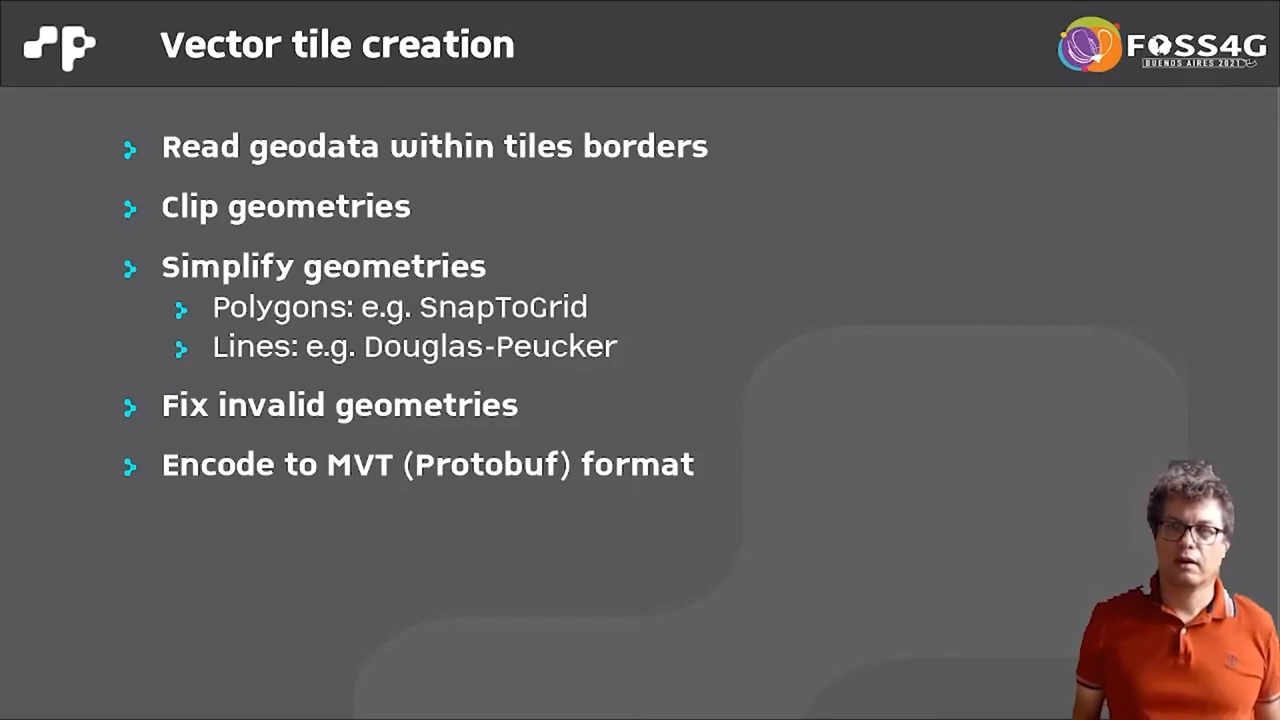 Vector tile creation
FOSS4G
BUENOS AIRES 2021
Read geodata within tiles borders
Clip geometries
Simplify geometries
Polygons: e.g. SnapToGrid
Lines: e.g. Douglas-Peucker
Fix invalid geometries
Encode to MVT (Protobuf) format